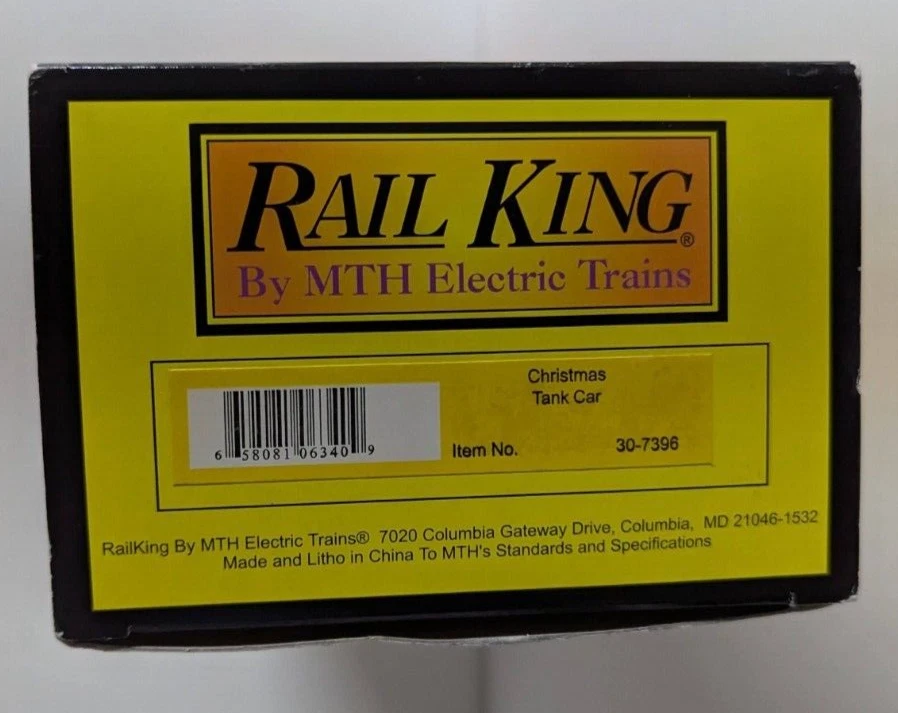 RAIL KING®
By MTH Electric Trains
Christmas
Tank Car
6 58081 06340 9
Item No. 30-7396
RailKing By MTH Electric Trains® 7020 Columbia Gateway Drive, Columbia, MD 21046-1532
Made and Litho in China To MTH's Standards and Specifications